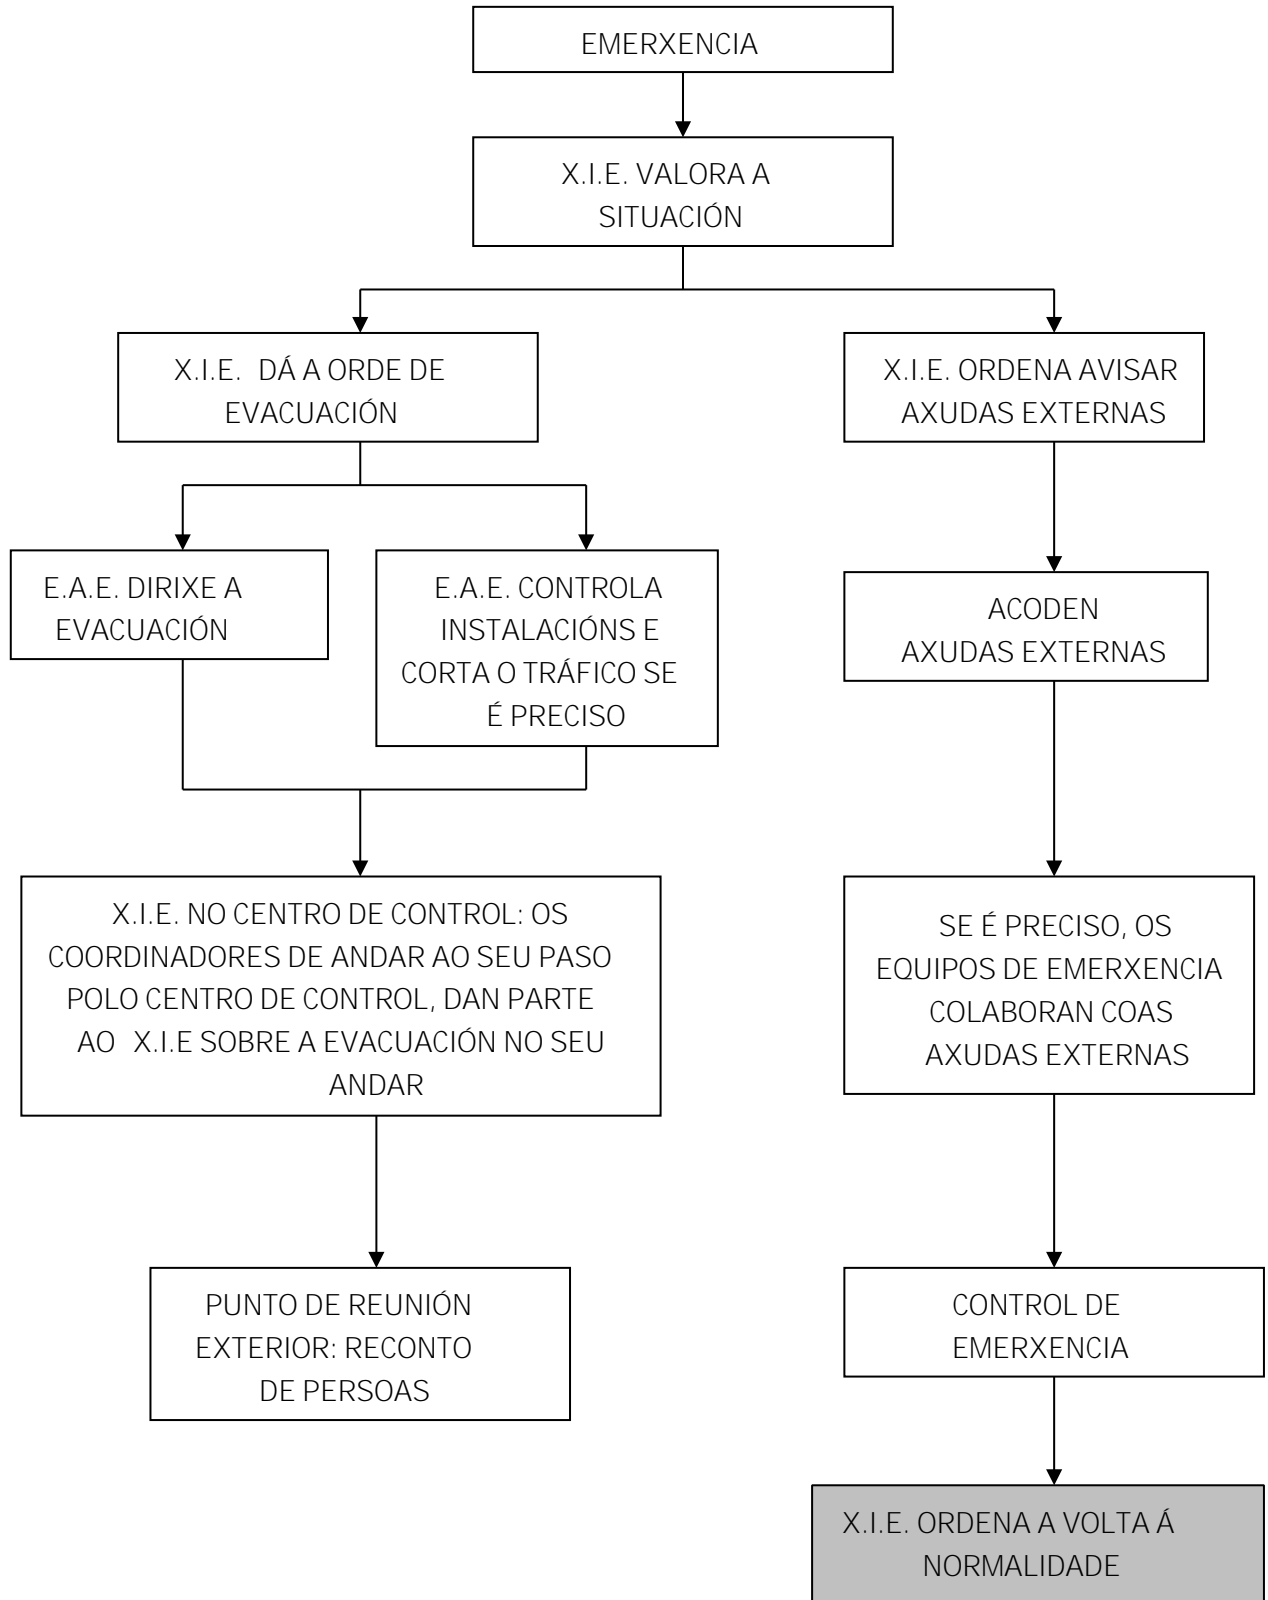 EMERXENCIA
X.I.E. VALORA A
SITUACIÓN
X.I.E. DÁ A ORDE DE
EVACUACIÓN
X.I.E. ORDENA AVISAR
AXUDAS EXTERNAS
E.A.E. DIRIXE A
EVACUACIÓN
E.A.E. CONTROLA
INSTALACIÓNS E
CORTA O TRÁFICO SE
É PRECISO
ACODEN
AXUDAS EXTERNAS
X.I.E. NO CENTRO DE CONTROL: OS
COORDINADORES DE ANDAR AO SEU PASO
POLO CENTRO DE CONTROL, DAN PARTE
AO X.I.E SOBRE A EVACUACIÓN NO SEU
ANDAR
SE É PRECISO, OS
EQUIPOS DE EMERXENCIA
COLABORAN COAS
AXUDAS EXTERNAS
PUNTO DE REUNIÓN
EXTERIOR: RECONTO
DE PERSOAS
CONTROL DE
EMERXENCIA
X.I.E. ORDENA A VOLTA Á
NORMALIDADE